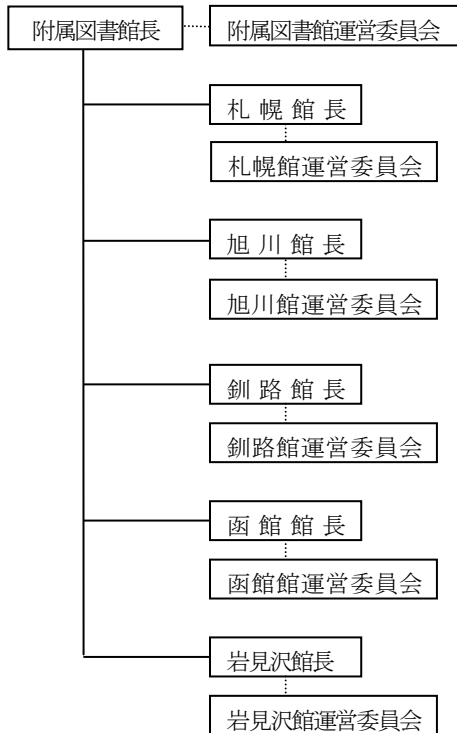 附属図書館長
附属図書館運営委員会
札幌館長
札幌館運営委員会
旭川館長
旭川館運営委員会
釧路館長
釧路館運営委員会
函館館長
函館館運営委員会
岩見沢館長
岩見沢館運営委員会